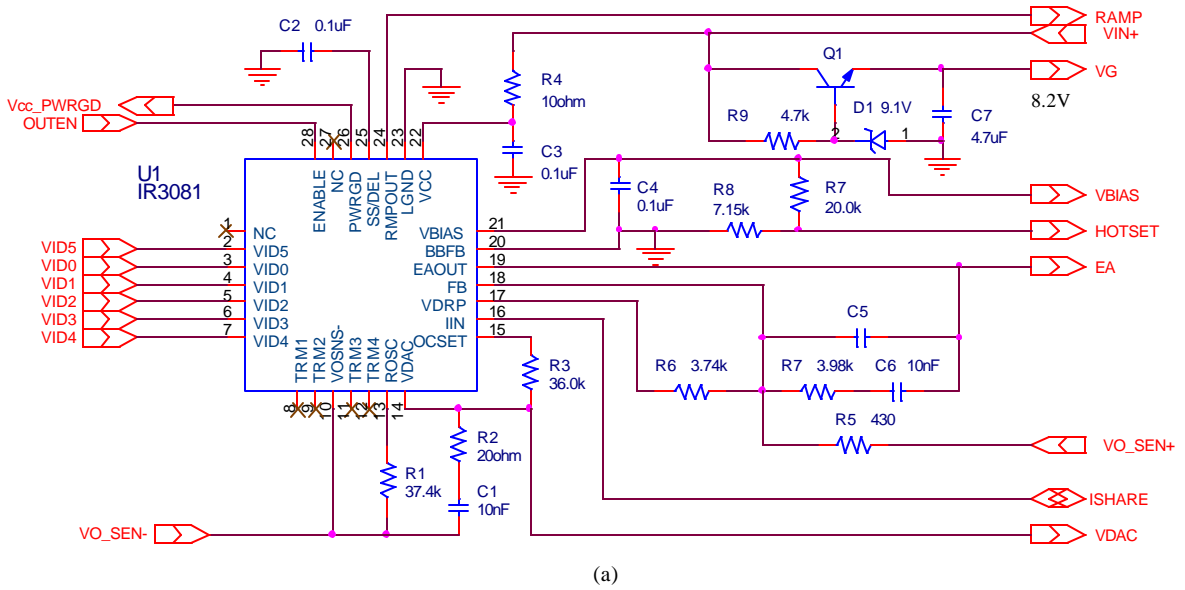 C2 0.1uF
RAMP
VIN+
Q1
VG
8.2V
R4
10ohm
D1 9.1V
R9 4.7k
2
1
C7
4.7uF
Vcc_PWRGD
OUTEN
C3
0.1uF
28
27
26
25
24
23
22
U1
IR3081
ENABLE
NC
PWRGD
SS/DEL
RMPOUT
LGND
VCC
C4
0.1uF
R8
7.15k
R7
20.0k
VBIAS
HOTSET
EA
1
NC
VID5
2
VID5
VID0
3
VID0
VID1
4
VID1
VID2
5
VID2
VID3
6
VID3
VID4
7
VID4
VBIAS
21
BBFB
20
EAOUT
19
FB
18
VDRP
17
IIN
16
OCSET
15
C5
R6 3.74k
R7 3.98k
C6 10nF
R5 430
VO_SEN+
R3
36.0k
TRM1
TRM2
VOSNS-
TRM3
TRM4
ROSC
VDAC
8
9
10
11
12
13
14
R2
20ohm
R1
37.4k
C1
10nF
ISHARE
VO_SEN-
VDAC
(a)